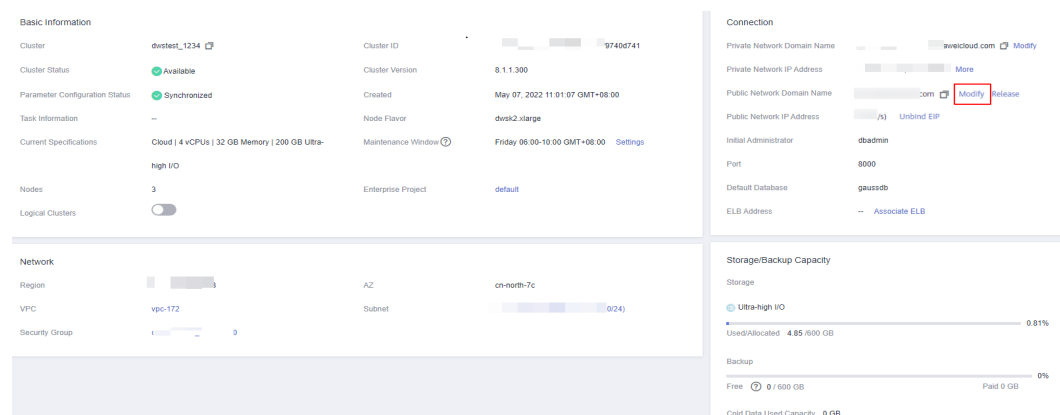 Basic Information
Cluster dwstest_1234 Cluster ID 9740d741
Cluster Status Available Cluster Version 8.1.1.300
Parameter Configuration Status Synchronized Created May 07, 2022 11:01:07 GMT+08:00
Task Information -- Node Flavor dwsk2.xlarge
Current Specifications Cloud | 4 vCPUs | 32 GB Memory | 200 GB Ultra-high I/O Maintenance Window Friday 06:00-10:00 GMT+08:00 Settings
Nodes 3 Enterprise Project default
Logical Clusters
Network
Region
AZ cn-north-7c
VPC vpc-172 Subnet 0/24)
Security Group 0
Connection
Private Network Domain Name aweicloud.com Modify
Private Network IP Address More
Public Network Domain Name com Modify Release
Public Network IP Address /s) Unbind EIP
Initial Administrator dbadmin
Port 8000
Default Database gaussdb
ELB Address -- Associate ELB
Storage/Backup Capacity
Storage
Ultra-high I/O
0.81%
Used/Allocated 4.85 /600 GB
Backup
0%
Free ? 0 / 600 GB Paid 0 GB
Cold Data Used Capacity 0 GB